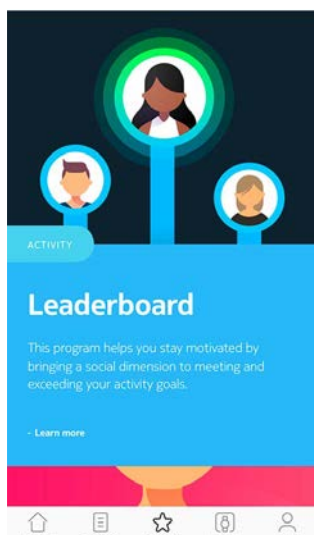 ACTIVITY
Leaderboard
This program helps you stay motivated by
bringing a social dimension to meeting and
exceeding your activity goals.
- Learn more